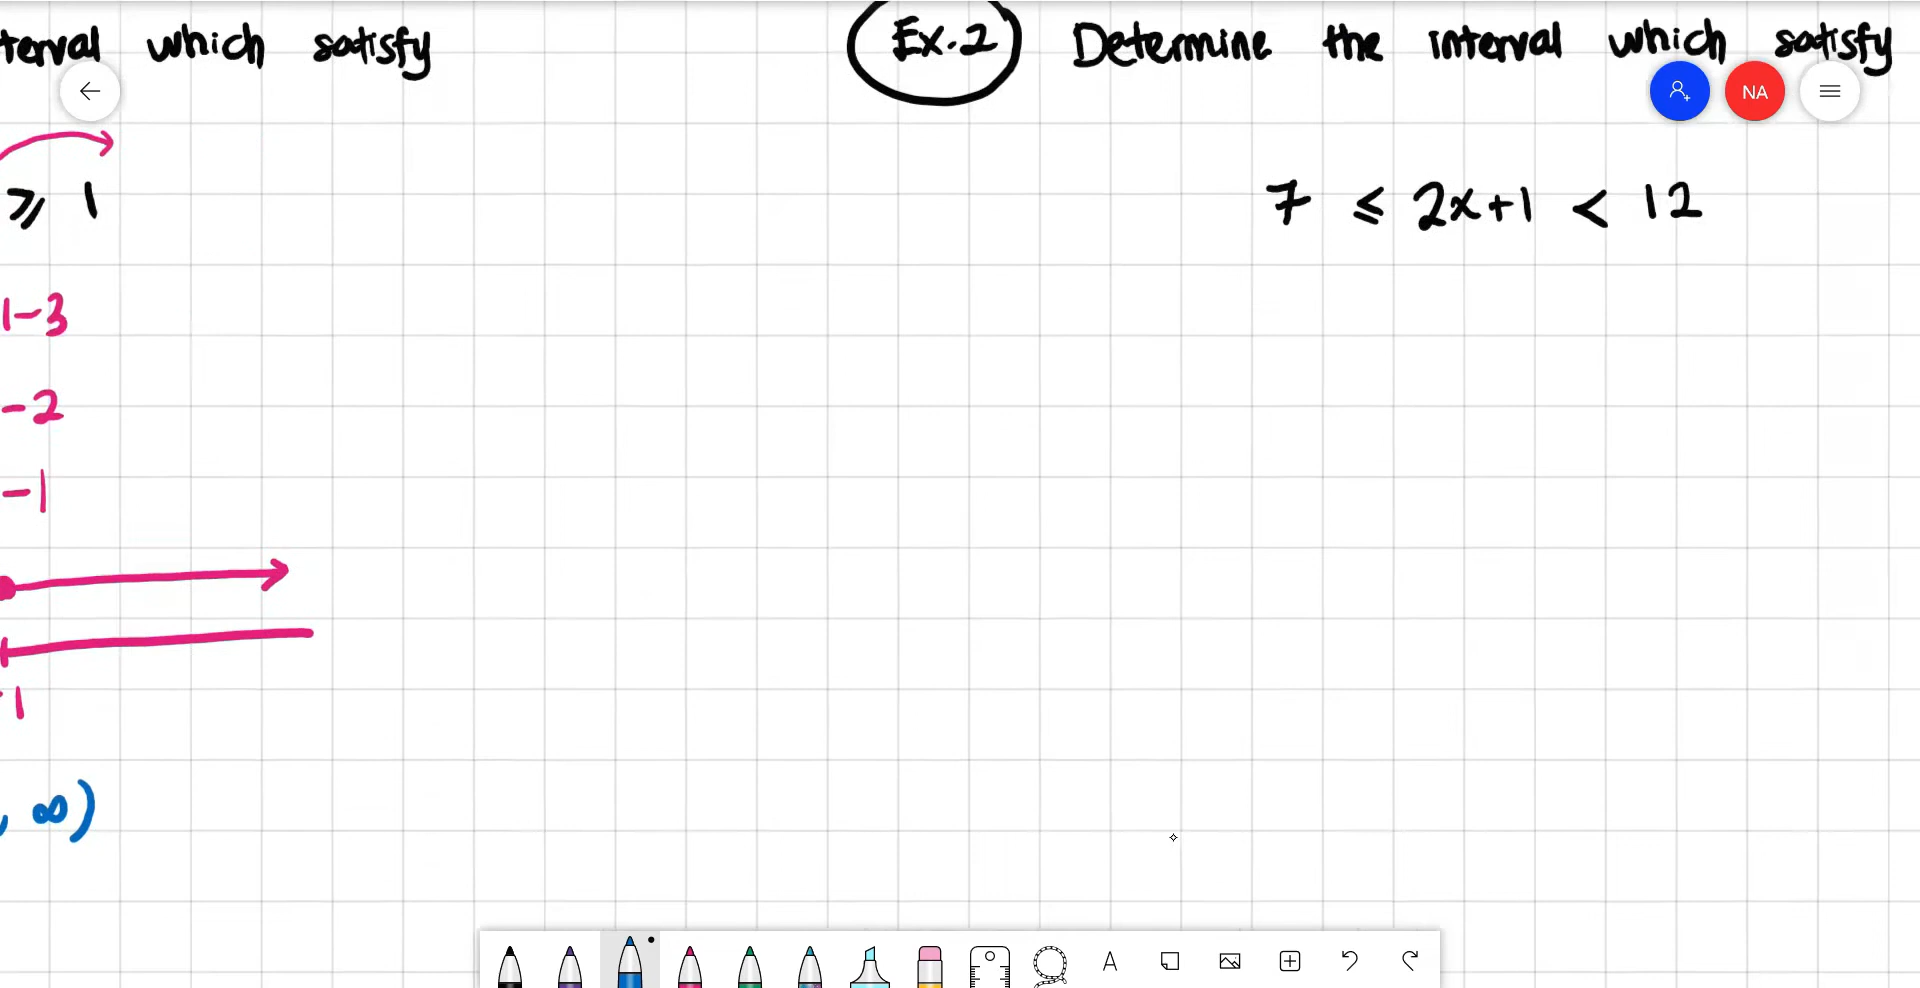 terval which satisfy
≥ 1
1-3
-2
-1
1
, ∞)
Ex.2 Determine the interval which satisfy
NA
7 ≤ 2x+1 < 12
A